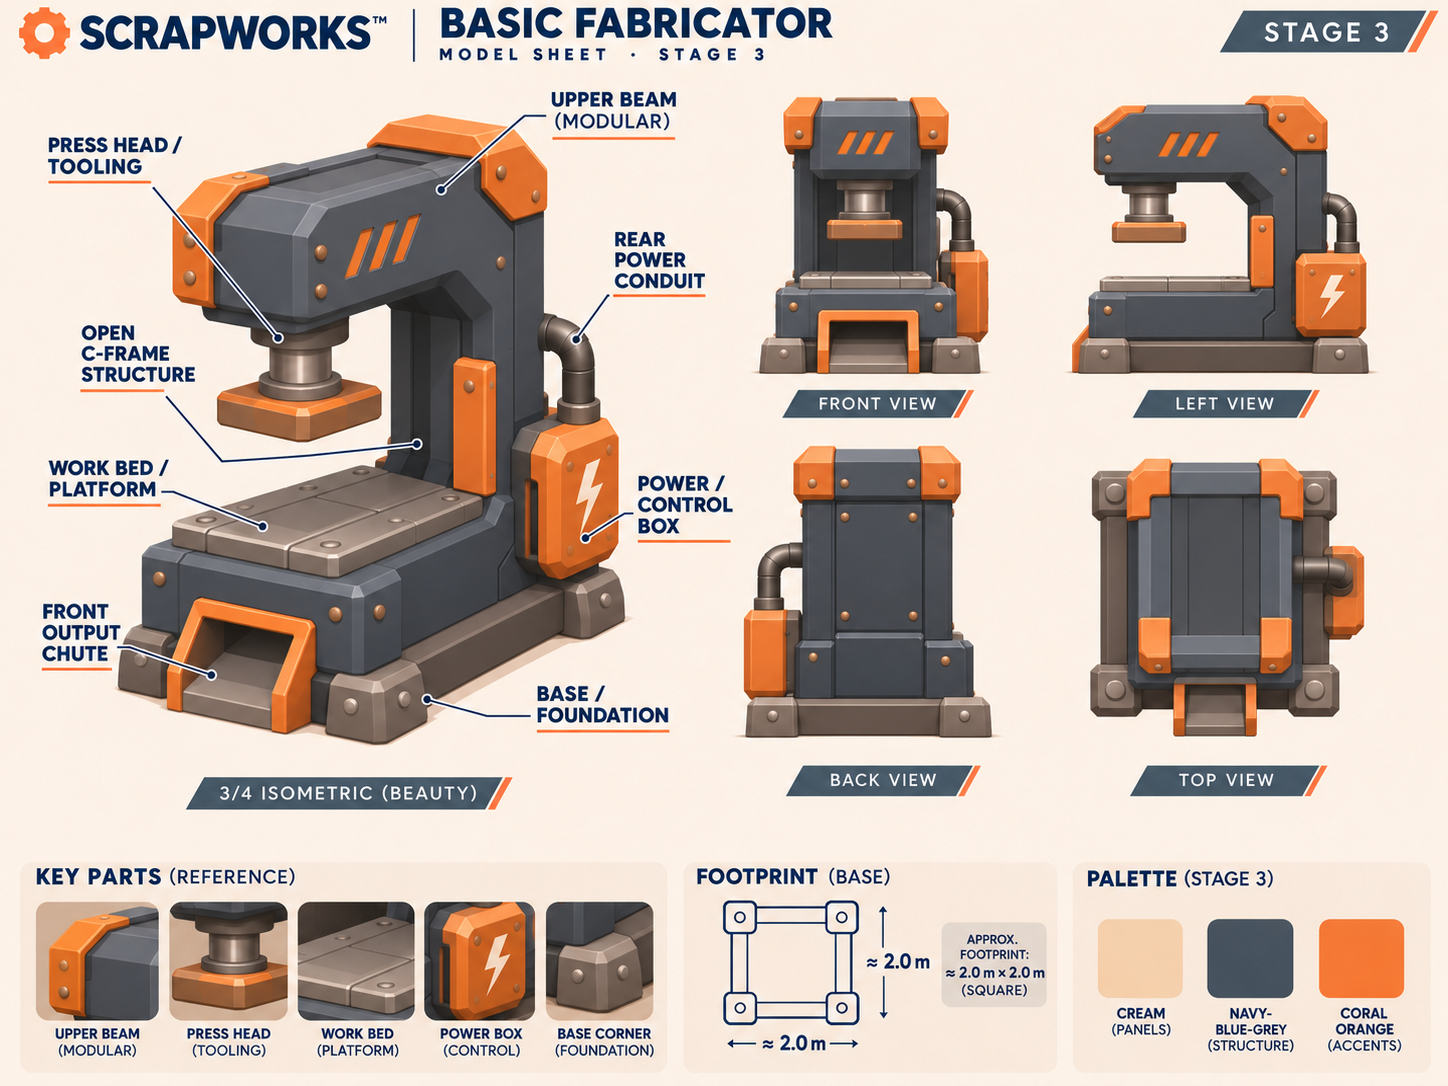 SCRAPWORKS™
BASIC FABRICATOR
MODEL SHEET · STAGE 3
STAGE 3
UPPER BEAM
(MODULAR)
PRESS HEAD /
TOOLING
REAR
POWER
CONDUIT
OPEN
C-FRAME
STRUCTURE
WORK BED /
PLATFORM
POWER /
CONTROL
BOX
FRONT
OUTPUT
CHUTE
BASE /
FOUNDATION
3/4 ISOMETRIC (BEAUTY)
FRONT VIEW
LEFT VIEW
BACK VIEW
TOP VIEW
KEY PARTS (REFERENCE)
UPPER BEAM
(MODULAR)
PRESS HEAD
(TOOLING)
WORK BED
(PLATFORM)
POWER BOX
(CONTROL)
BASE CORNER
(FOUNDATION)
FOOTPRINT (BASE)
≈ 2.0 m
≈ 2.0 m
APPROX.
FOOTPRINT:
≈ 2.0 m × 2.0 m
(SQUARE)
PALETTE (STAGE 3)
CREAM
(PANELS)
NAVY-
BLUE-GREY
(STRUCTURE)
CORAL
ORANGE
(ACCENTS)